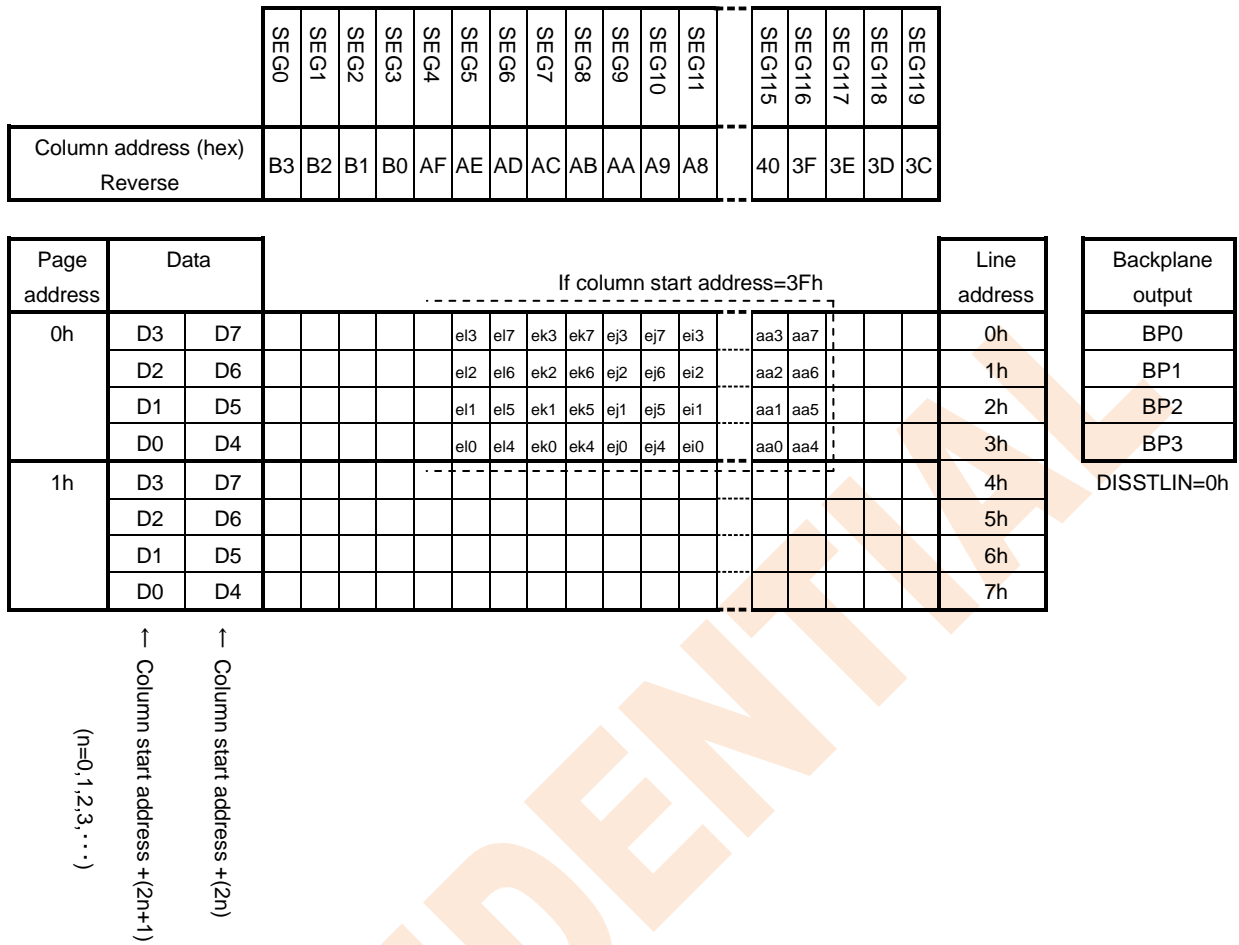 SEG0 SEG1 SEG2 SEG3 SEG4 SEG5 SEG6 SEG7 SEG8 SEG9 SEG10 SEG11 SEG115 SEG116 SEG117 SEG118 SEG119
Column address (hex)
Reverse
B3 B2 B1 B0 AF AE AD AC AB AA A9 A8 40 3F 3E 3D 3C
Page
address
Data
If column start address=3Fh
Line
address
Backplane
output
0h D3 D7 el3 el7 ek3 ek7 ej3 ej7 ei3 aa3 aa7 0h BP0
D2 D6 el2 el6 ek2 ek6 ej2 ej6 ei2 aa2 aa6 1h BP1
D1 D5 el1 el5 ek1 ek5 ej1 ej5 ei1 aa1 aa5 2h BP2
D0 D4 el0 el4 ek0 ek4 ej0 ej4 ei0 aa0 aa4 3h BP3
1h D3 D7 4h DISSTLIN=0h
D2 D6 5h
D1 D5 6h
D0 D4 7h
← Column start address +(2n)
← Column start address +(2n+1)
(n=0,1,2,3,・・・)
DENTIAL